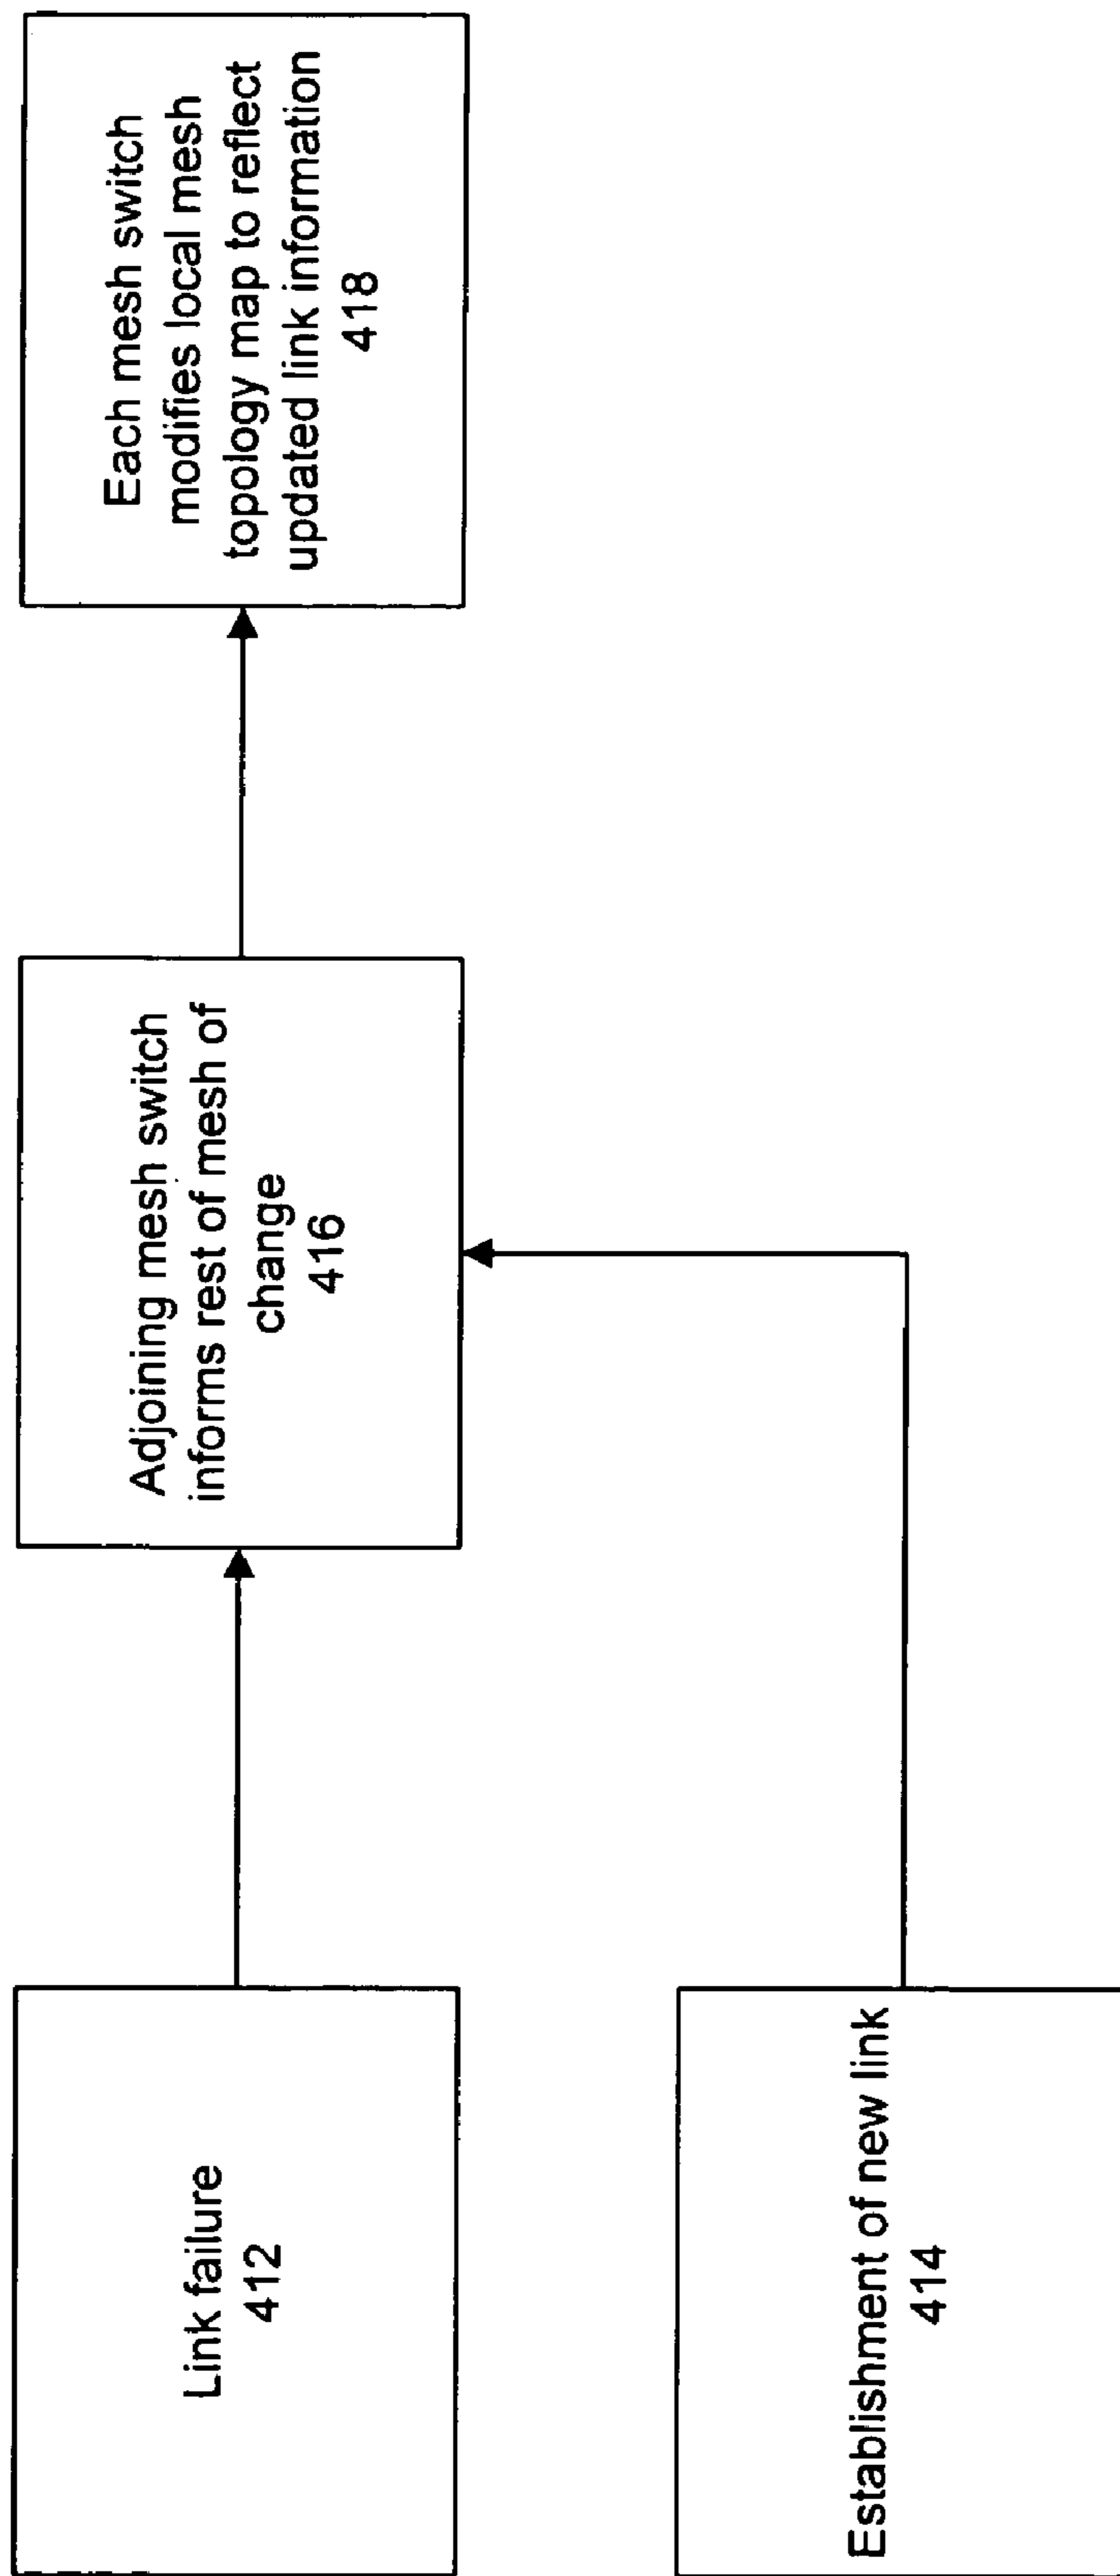 Link failure
412
Adjoining mesh switch
informs rest of mesh of
change
416
Each mesh switch
modifies local mesh
topology map to reflect
updated link information
418
Establishment of new link
414